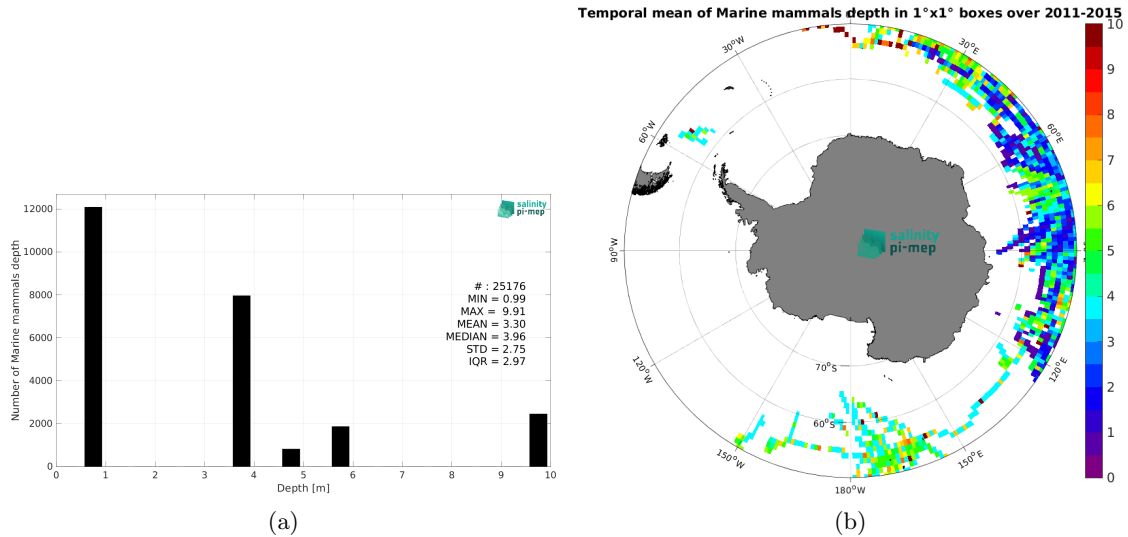 Temporal mean of Marine mammals depth in 1°x1° boxes over 2011-2015
12000
10000
8000
6000
4000
2000
0
Number of Marine mammals depth
salinity
pi-mep
# : 25176
MIN = 0.99
MAX = 9.91
MEAN = 3.30
MEDIAN = 3.96
STD = 2.75
IQR = 2.97
0 1 2 3 4 5 6 7 8 9 10
Depth [m]
(a)
30°W
30°E
60°W
60°E
90°W
120°W
120°E
150°W
150°E
180°W
70°S
60°S
salinity
pi-mep
10
9
8
7
6
5
4
3
2
1
0
(b)